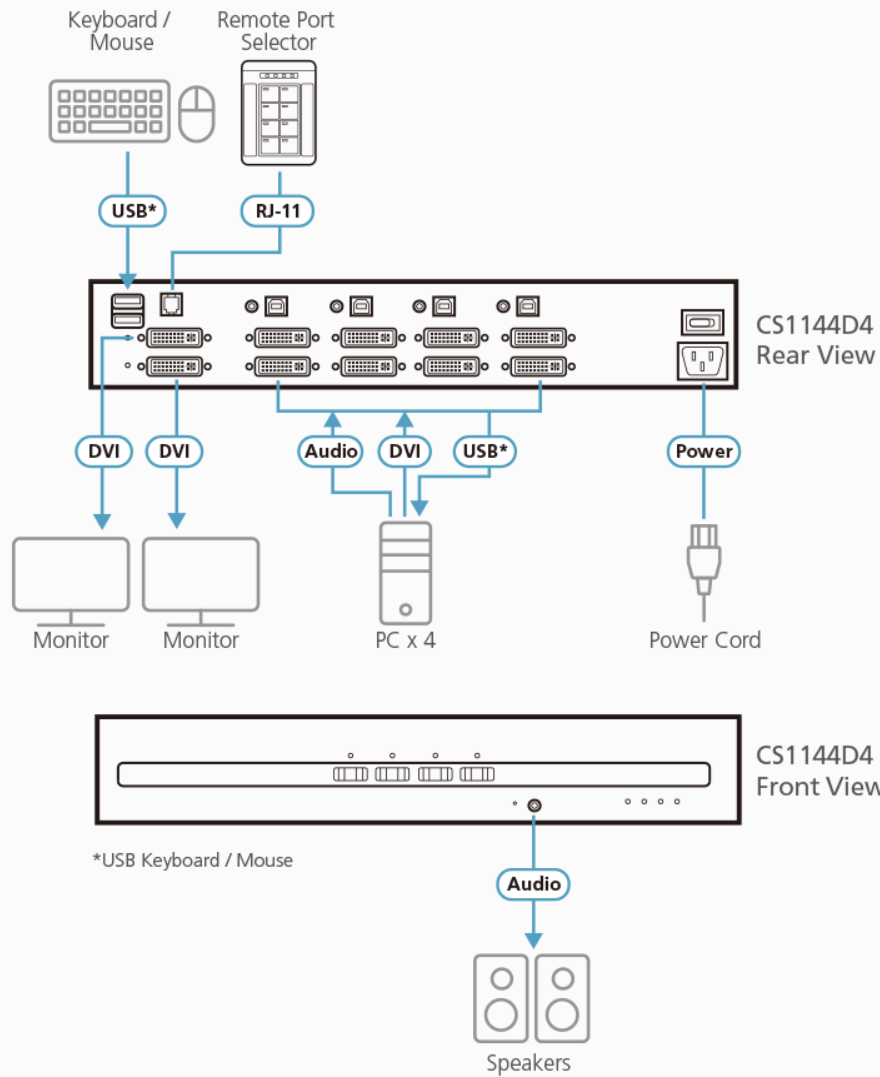 Keyboard /
Mouse
Remote Port
Selector
USB*
RJ-11
CS1144D4
Rear View
DVI
DVI
Audio
DVI
USB*
Power
Monitor
Monitor
PC x 4
Power Cord
CS1144D4
Front View
*USB Keyboard / Mouse
Audio
Speakers